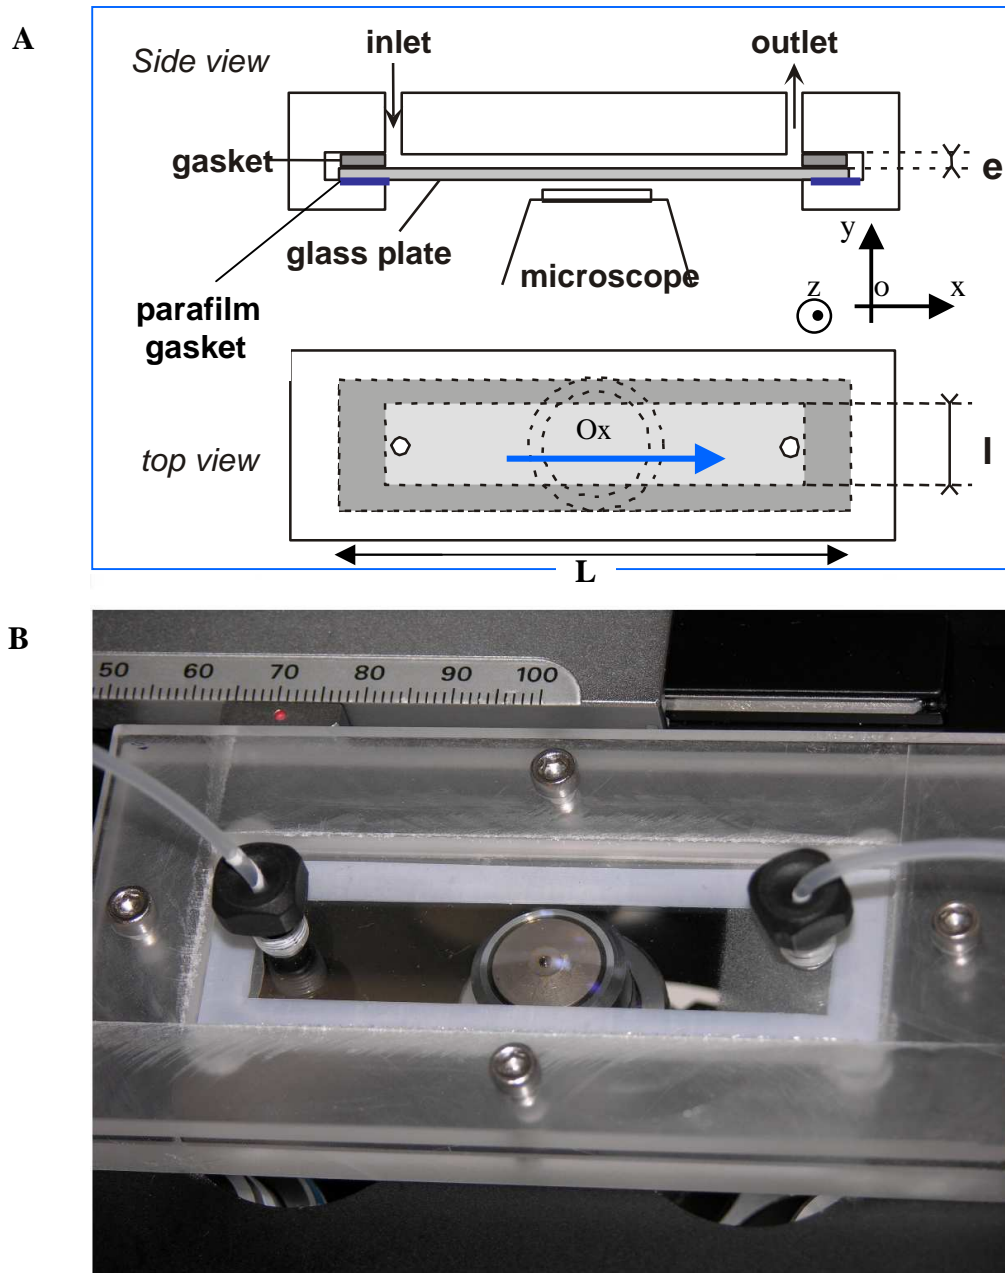 A
Side view
inlet
outlet
gasket
e
glass plate
microscope
y
z
o
x
parafilm
gasket
top view
Ox
l
L
B
50 60 70 80 90 100